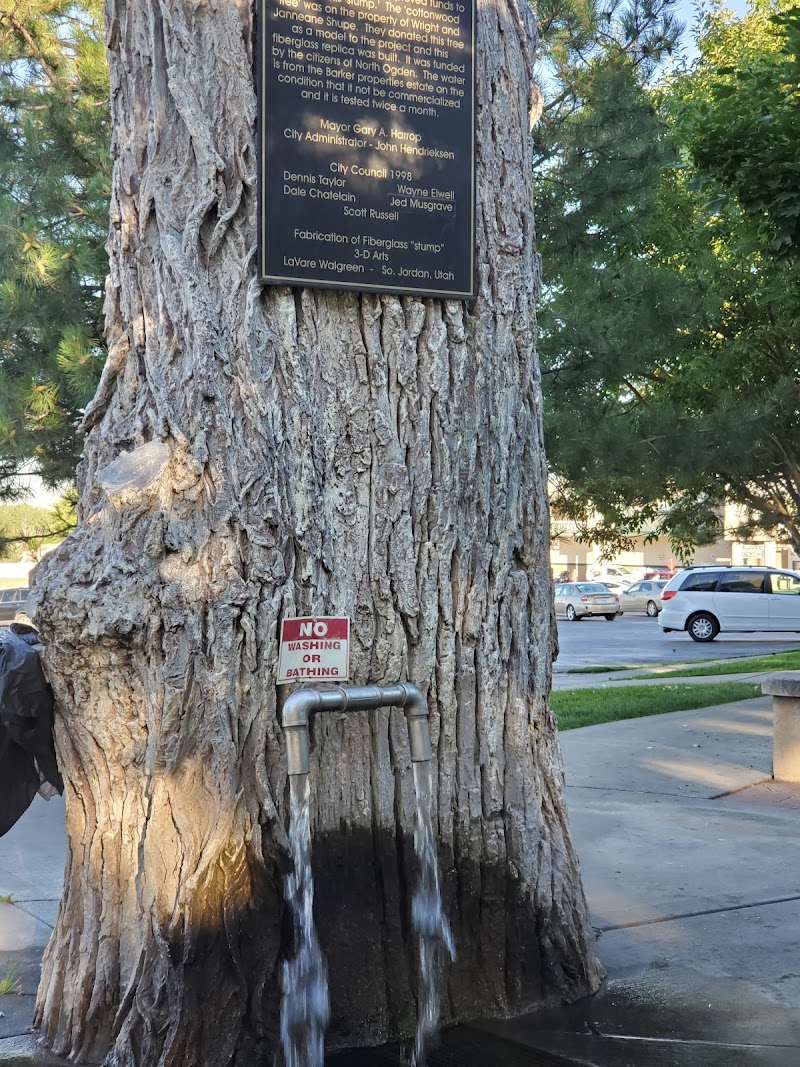 funds to
stump.' The 'cottonwood
tree' was on the property of Wright and
Janneane Shupe. They donated this tree
as a model to the project and this
fiberglass replica was built. It was funded
by the citizens of North Ogden. The water
is from the Barker properties estate on the
condition that it not be commercialized
and it is tested twice a month.
Mayor Gary A. Harrop
City Administrator - John Hendrieksen
City Council 1998
Dennis Taylor Wayne Elwell
Dale Chatelain Jed Musgrave
Scott Russell
Fabrication of Fiberglass "stump"
3-D Arts
LaVare Walgreen - So. Jordan, Utah
NO
WASHING
OR
BATHING